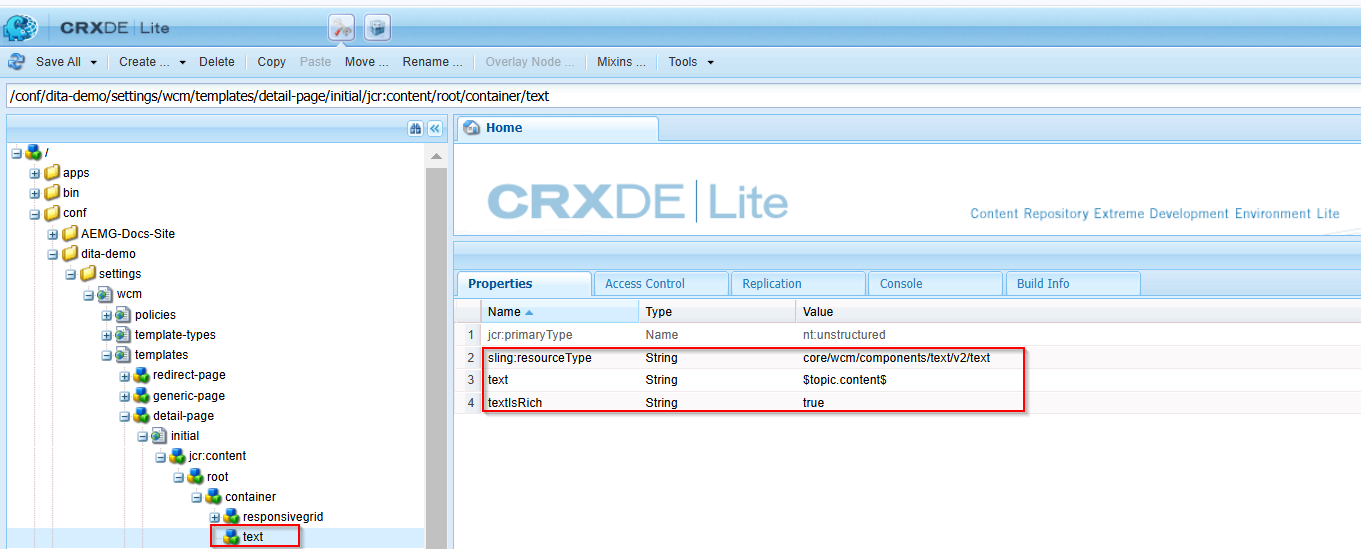 CRXDE | Lite
Save All Create ... Delete Copy Paste Move ... Rename ... Overlay Node ... Mixins ... Tools
/conf/dita-demo/settings/wcm/templates/detail-page/initial/jcr:content/root/container/text
/
apps
bin
conf
AEMG-Docs-Site
dita-demo
settings
wcm
policies
template-types
templates
redirect-page
generic-page
detail-page
initial
jcr:content
root
container
responsivegrid
text
Home
CRXDE | Lite
Content Repository Extreme Development Environment Lite
Properties Access Control Replication Console Build Info
Name Type Value
1 jcr:primaryType Name nt:unstructured
2 sling:resourceType String core/wcm/components/text/v2/text
3 text String $topic.content$
4 textIsRich String true